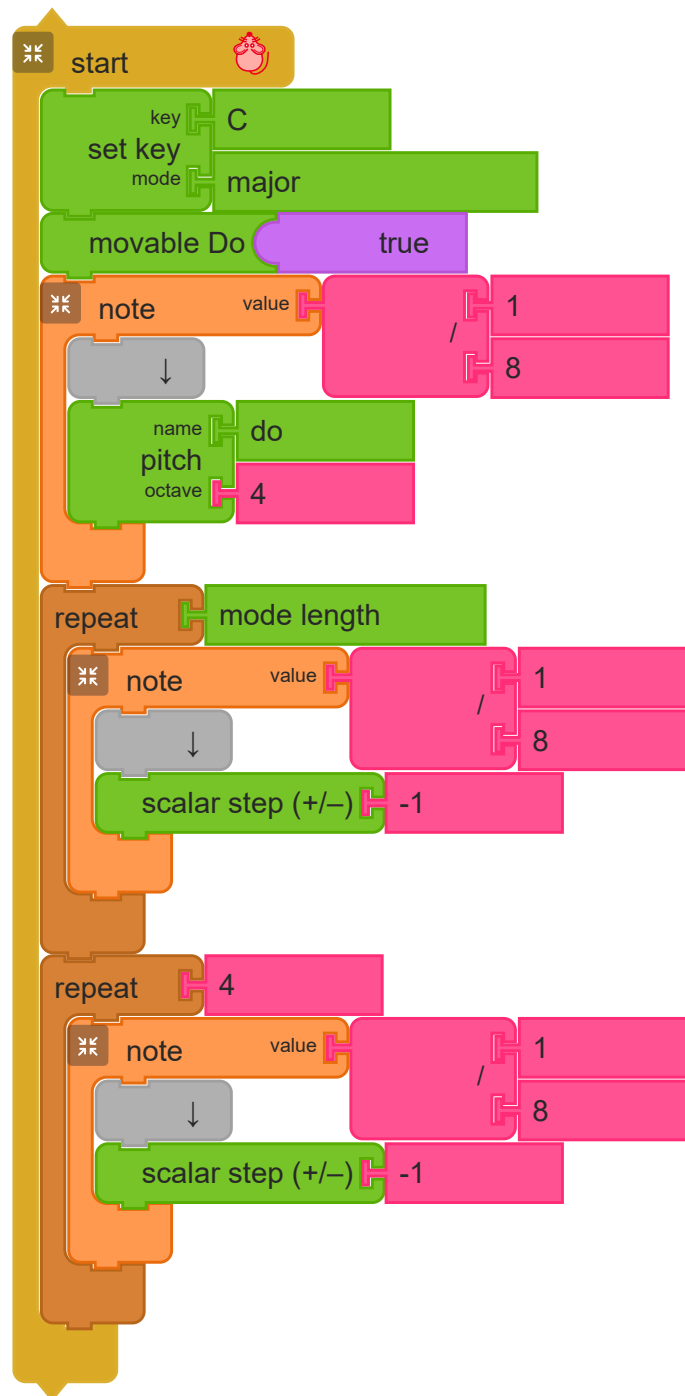 start
key C
set key
mode major
movable Do true
note value 1
/
8
↓
name do
pitch
octave 4
repeat mode length
note value 1
/
8
↓
scalar step (+/–) -1
repeat 4
note value 1
/
8
↓
scalar step (+/–) -1